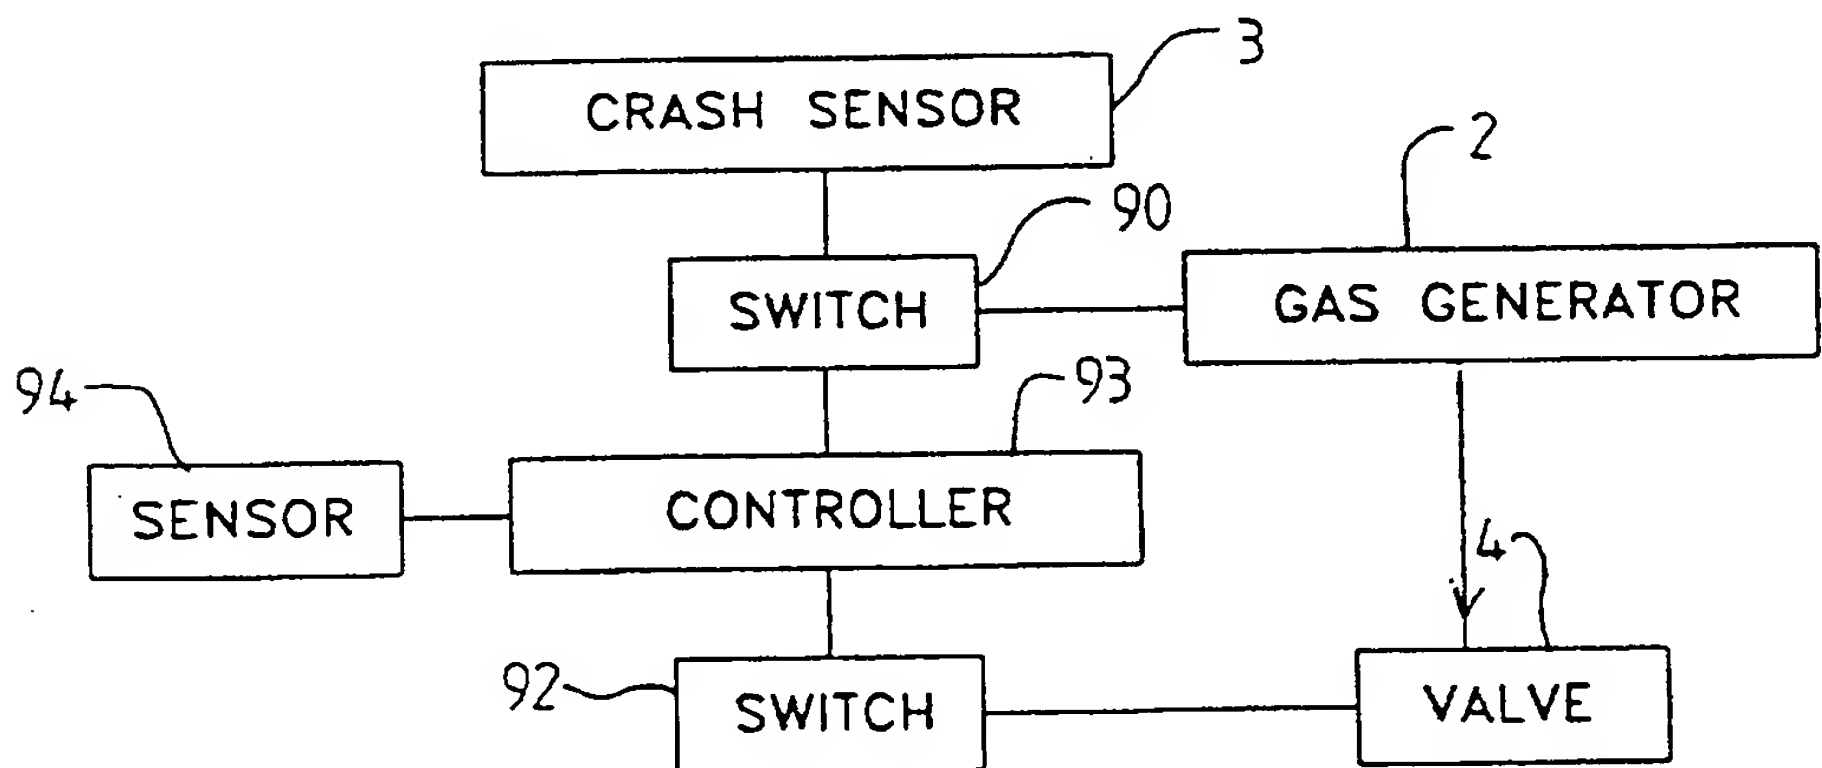 3
CRASH SENSOR
2
90
SWITCH
GAS GENERATOR
94
93
SENSOR
CONTROLLER
4
92
SWITCH
VALVE